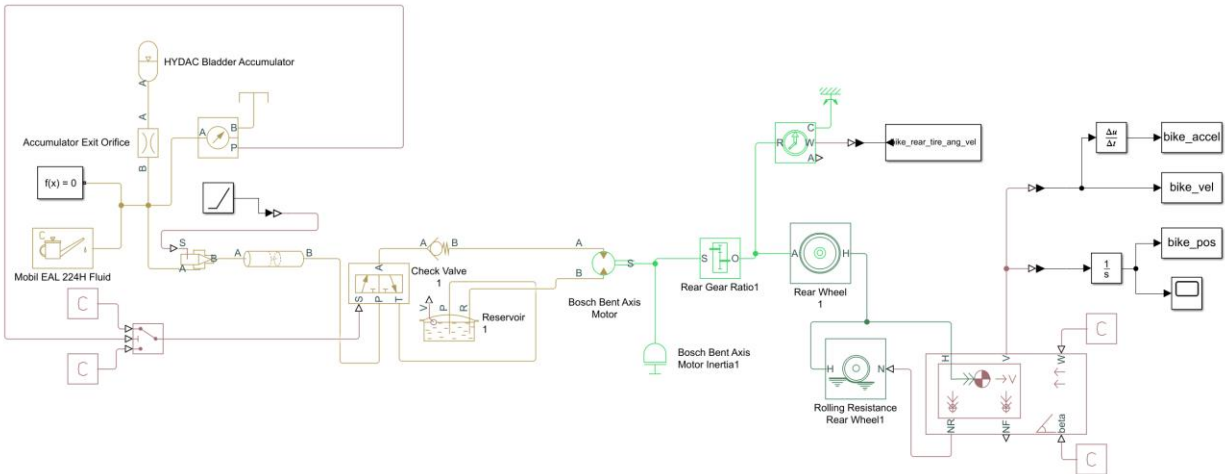 HYDAC Bladder Accumulator
A
A
Accumulator Exit Orifice
B
A
B
P
f(x) = 0
C
A
Mobil EAL 224H Fluid
S
A
B
A
B
A
B
A
Check Valve
1
S
P
T
V
P
R
Reservoir
1
A
B
S
Bosch Bent Axis
Motor
Bosch Bent Axis
Motor Inertia1
S
O
Rear Gear Ratio1
R
C
W
A
bike_rear_tire_ang_vel
A
H
Rear Wheel
1
H
N
Rolling Resistance
Rear Wheel1
H
V
W
V
NR
NF
beta
C
C
C
C
Δu
Δt
bike_accel
bike_vel
1
s
bike_pos